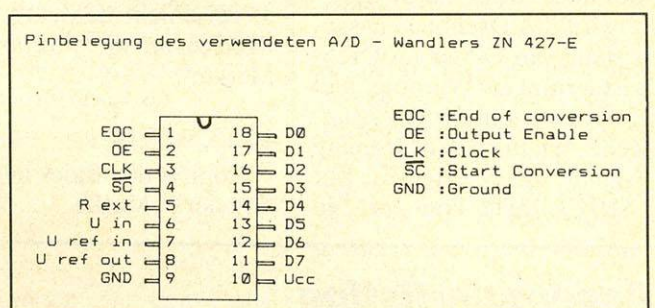 Pinbelegung des verwendeten A/D - Wandlers ZN 427-E
EOC 1 18 D0
OE 2 17 D1
CLK 3 16 D2
SC 4 15 D3
R ext 5 14 D4
U in 6 13 D5
U ref in 7 12 D6
U ref out 8 11 D7
GND 9 10 Ucc
EOC :End of conversion
OE :Output Enable
CLK :Clock
SC :Start Conversion
GND :Ground